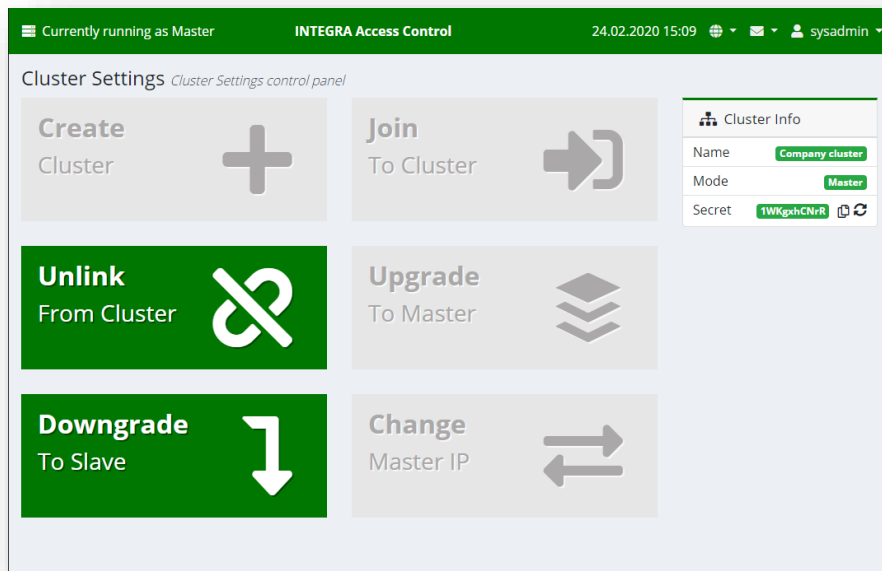 Currently running as Master INTEGRA Access Control 24.02.2020 15:09 sysadmin
Cluster Settings Cluster Settings control panel
Create
Cluster
Join
To Cluster
Cluster Info
Name Company cluster
Mode Master
Secret 1WKgxhCNrR
Unlink
From Cluster
Upgrade
To Master
Downgrade
To Slave
Change
Master IP